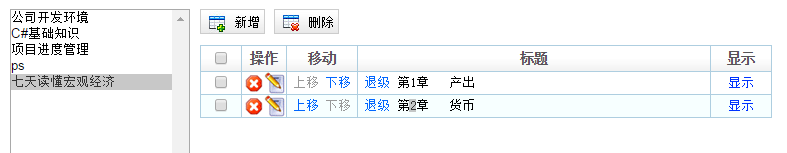 公司开发环境
C#基础知识
项目进度管理
ps
七天读懂宏观经济
新增 删除
操作 移动 标题 显示
上移 下移 退级 第1章 产出 显示
上移 下移 退级 第2章 货币 显示